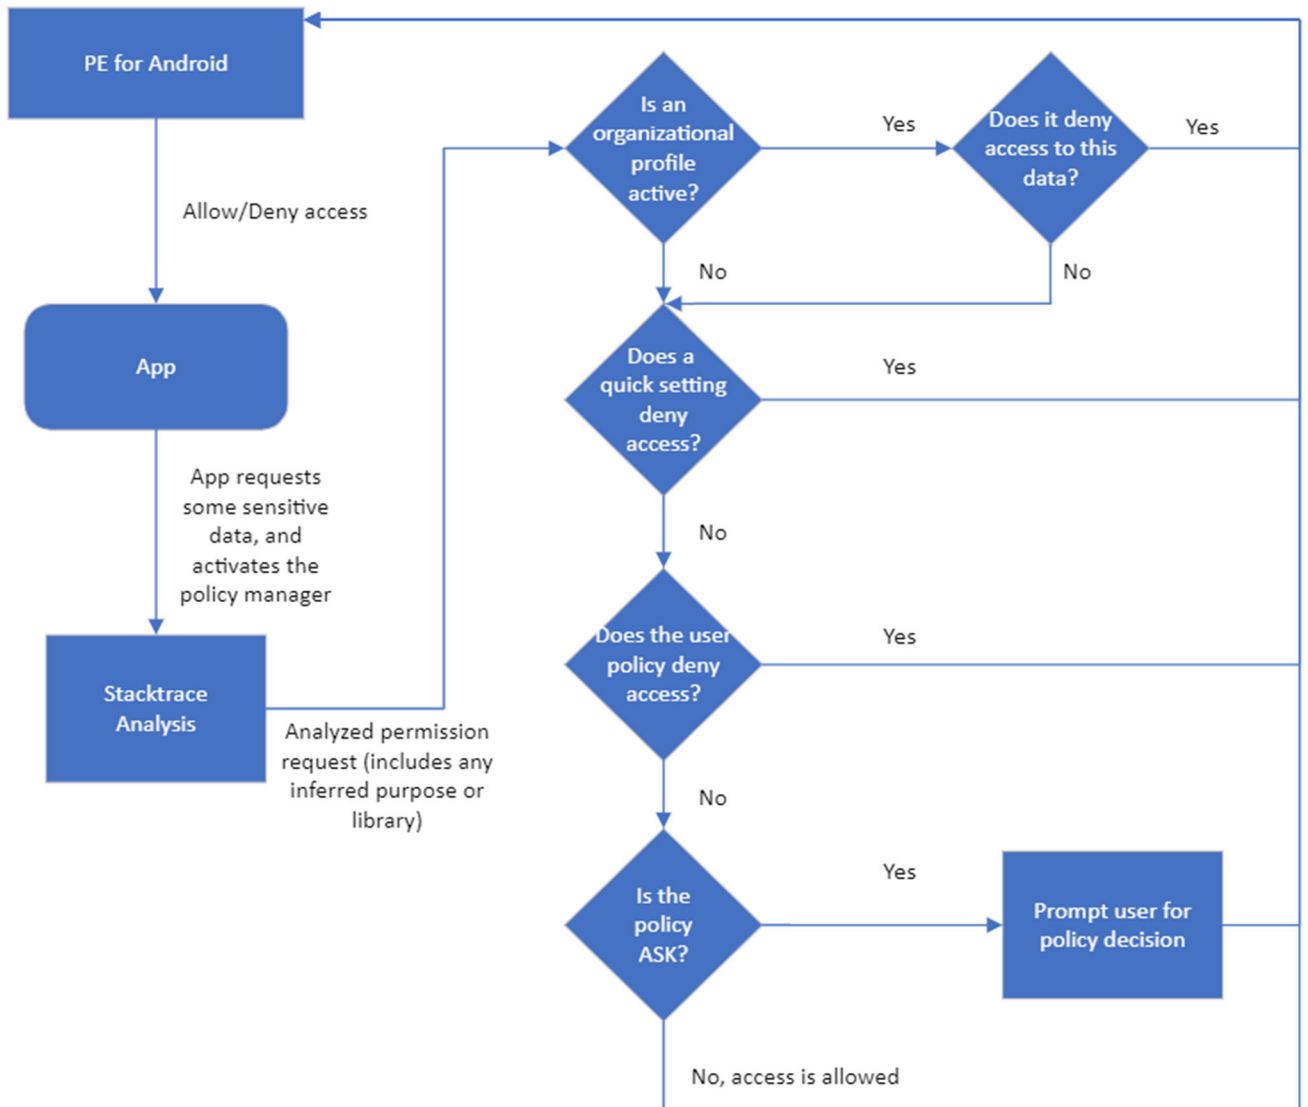 PE for Android
Allow/Deny access
App
App requests
some sensitive
data, and
activates the
policy manager
Stacktrace
Analysis
Analyzed permission
request (includes any
inferred purpose or
library)
Is an
organizational
profile
active?
Yes
Does it deny
access to this
data?
Yes
No
No
Does a
quick setting
deny
access?
Yes
No
Does the user
policy deny
access?
Yes
No
Is the
policy
ASK?
Yes
Prompt user for
policy decision
No, access is allowed